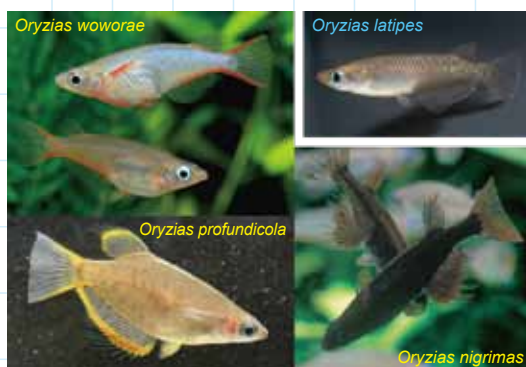 Oryzias woworae
Oryzias latipes
Oryzias profundicola
Oryzias nigrimas